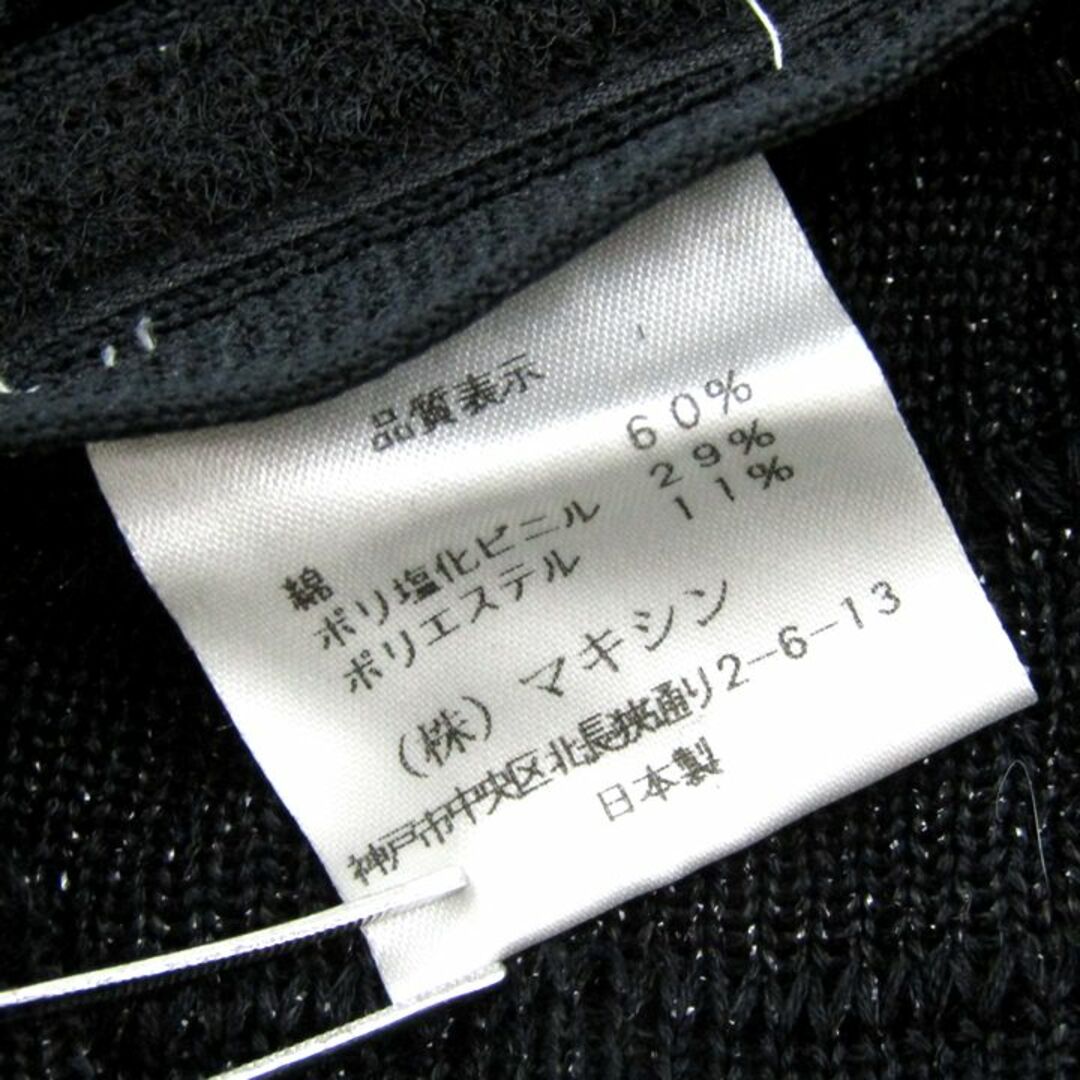 品質表示
綿 60%
ポリ塩化ビニル 29%
ポリエステル 11%
(株)マキシン
神戸市中央区北長狭通り2-6-13
日本製